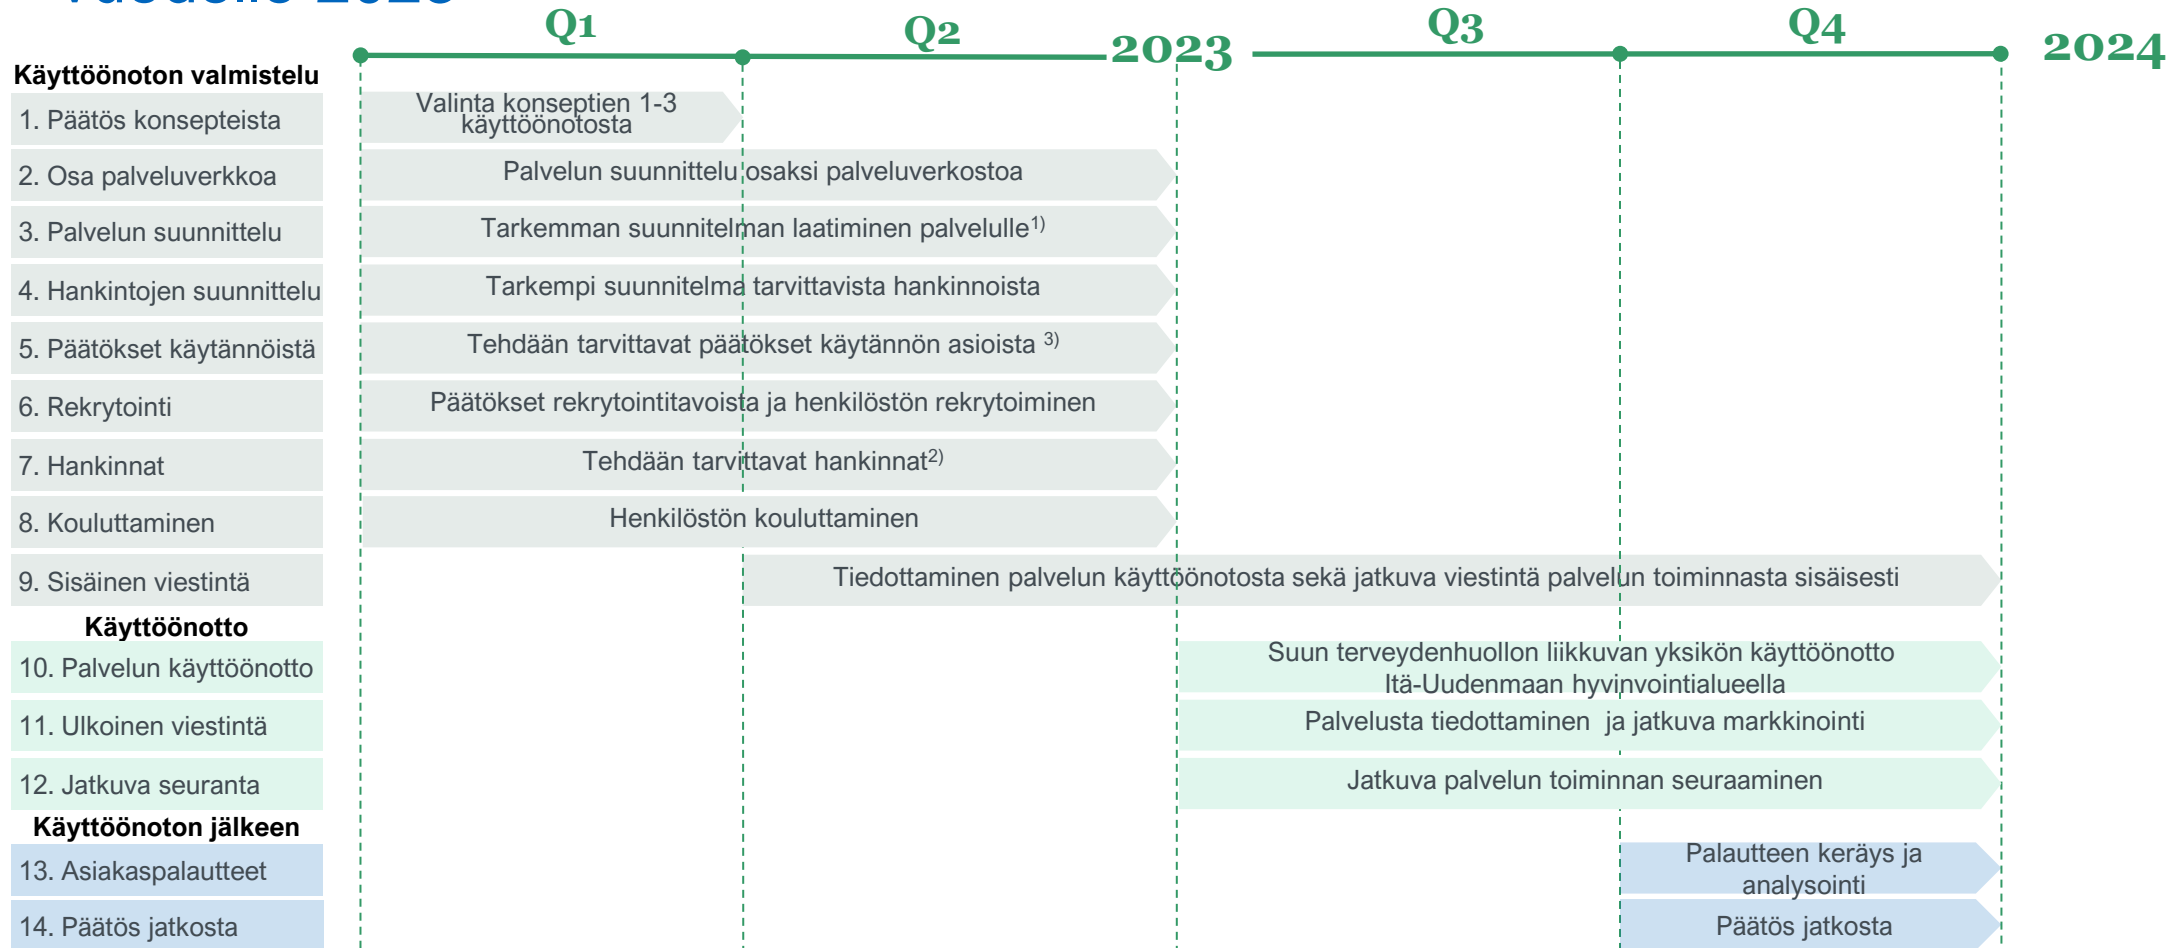 Vuodelle 2023
Q1
Q2
2023
Q3
Q4
2024
Käyttöönoton valmistelu
1. Päätös konsepteista
Valinta konseptien 1-3
käyttöönotosta
2. Osa palveluverkkoa
Palvelun suunnittelu osaksi palveluverkostoa
3. Palvelun suunnittelu
Tarkemman suunnitelman laatiminen palvelulle1)
4. Hankintojen suunnittelu
Tarkempi suunnitelma tarvittavista hankinnoista
5. Päätökset käytännöistä
Tehdään tarvittavat päätökset käytännön asioista 3)
6. Rekrytointi
Päätökset rekrytointitavoista ja henkilöstön rekrytoiminen
7. Hankinnat
Tehdään tarvittavat hankinnat2)
8. Kouluttaminen
Henkilöstön kouluttaminen
9. Sisäinen viestintä
Tiedottaminen palvelun käyttöönotosta sekä jatkuva viestintä palvelun toiminnasta sisäisesti
Käyttöönotto
10. Palvelun käyttöönotto
Suun terveydenhuollon liikkuvan yksikön käyttöönotto
Itä-Uudenmaan hyvinvointialueella
11. Ulkoinen viestintä
Palvelusta tiedottaminen ja jatkuva markkinointi
12. Jatkuva seuranta
Jatkuva palvelun toiminnan seuraaminen
Käyttöönoton jälkeen
13. Asiakaspalautteet
Palautteen keräys ja
analysointi
14. Päätös jatkosta
Päätös jatkosta